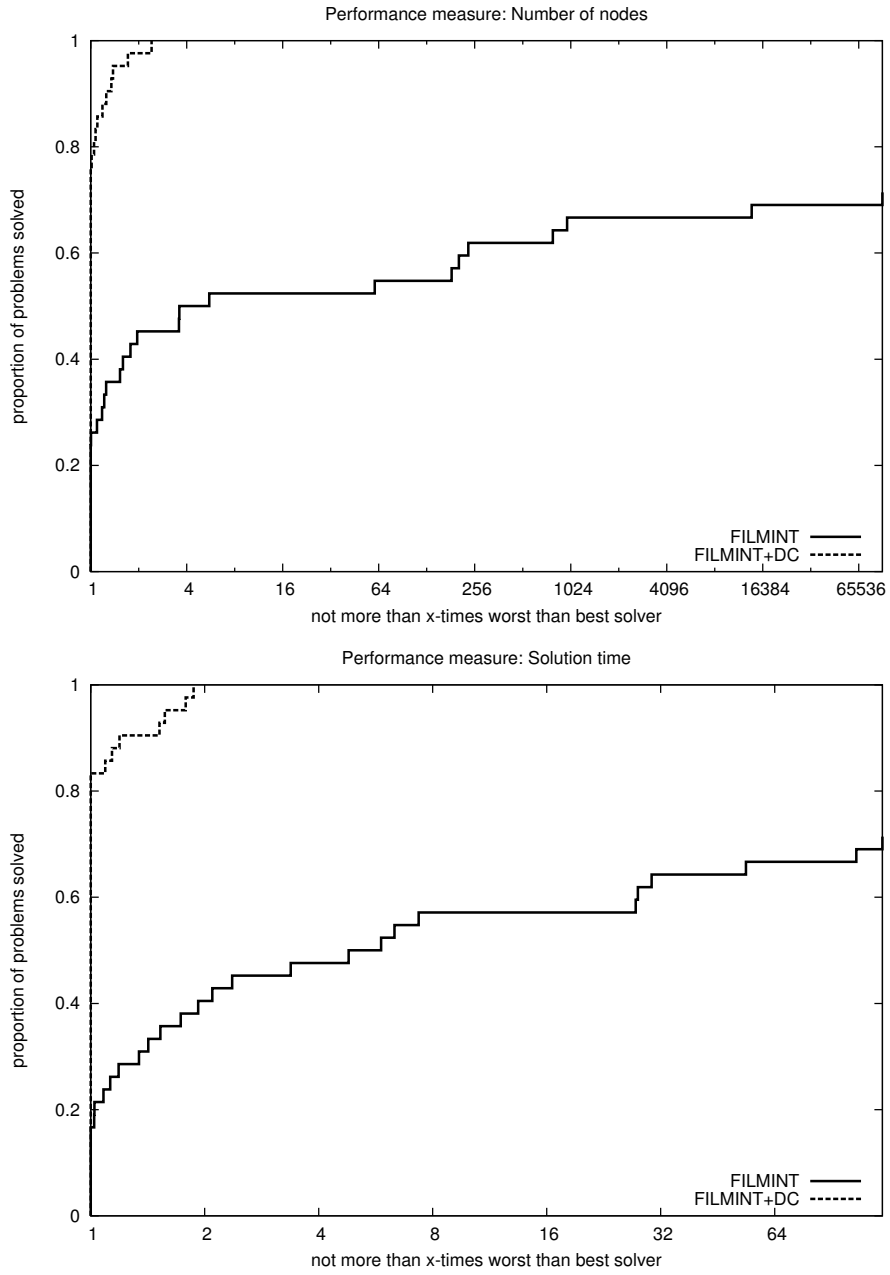 Performance measure: Number of nodes
1
0.8
0.6
0.4
0.2
0
proportion of problems solved
FILMINT
FILMINT+DC
1 4 16 64 256 1024 4096 16384 65536
not more than x-times worst than best solver
Performance measure: Solution time
1
0.8
0.6
0.4
0.2
0
proportion of problems solved
FILMINT
FILMINT+DC
1 2 4 8 16 32 64
not more than x-times worst than best solver